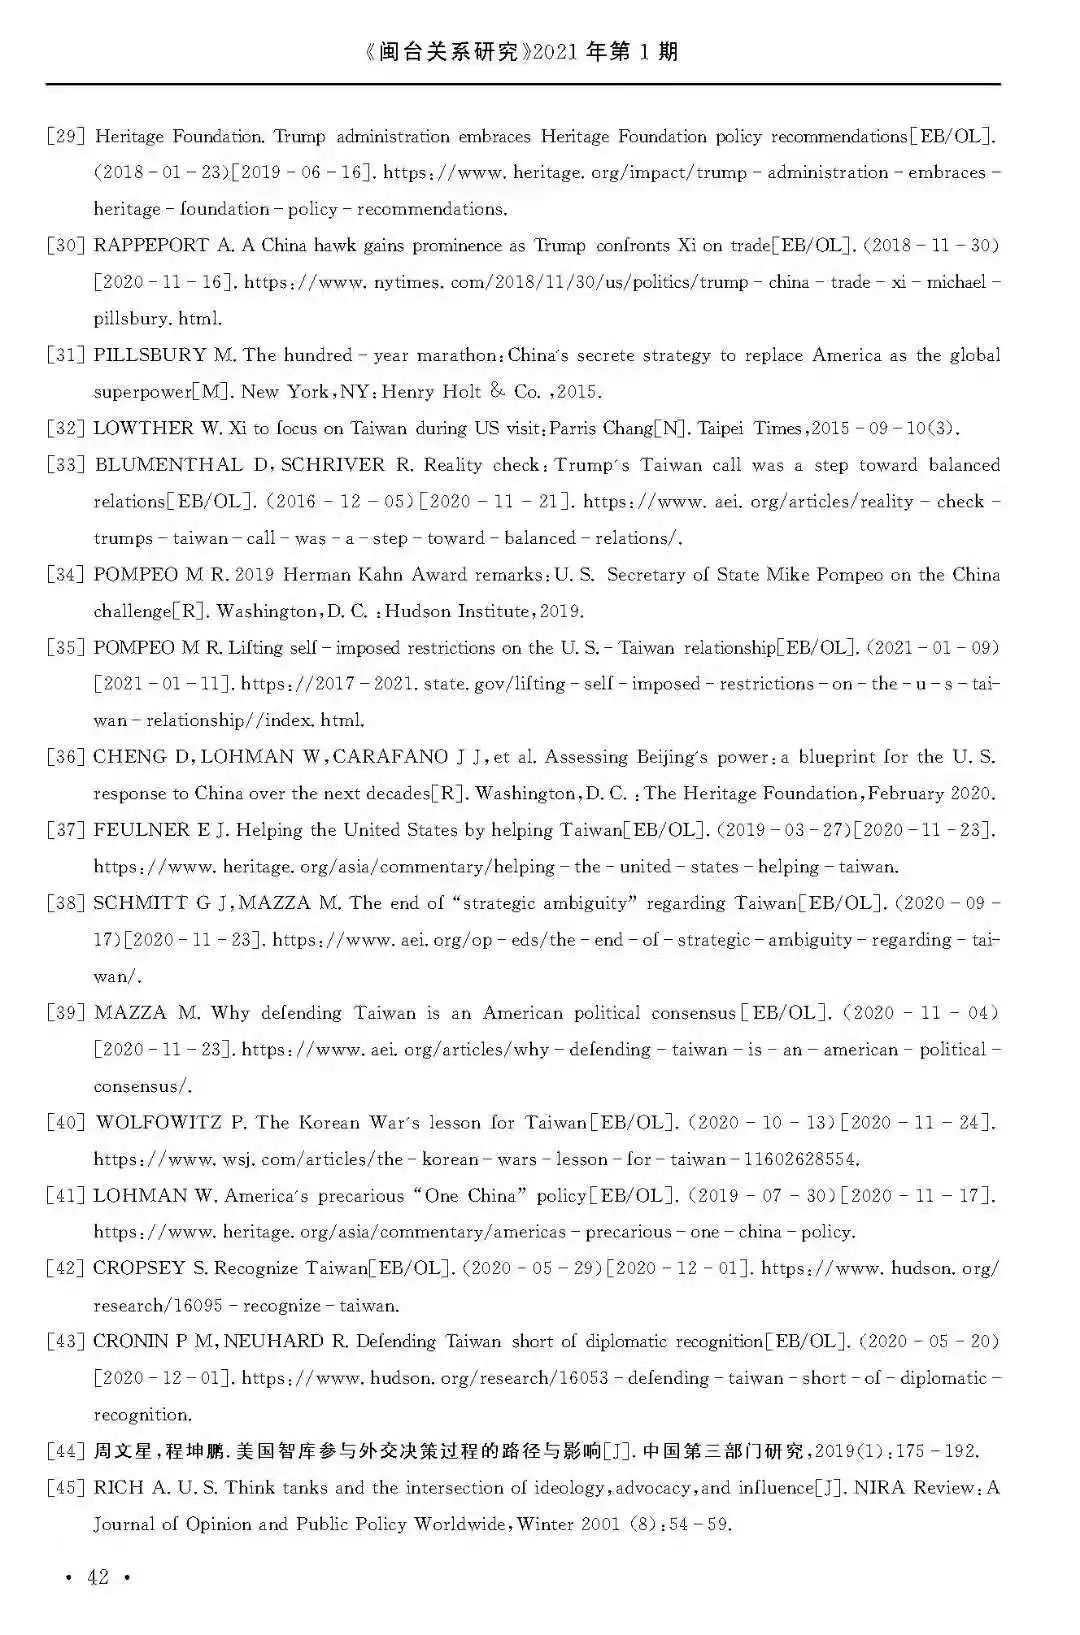 《闽台关系研究》2021 年第 1 期
[29] Heritage Foundation. Trump administration embraces Heritage Foundation policy recommendations[EB/OL].
(2018-01-23)[2019-06-16]. https://www. heritage. org/impact/trump-administration-embraces-
heritage-foundation-policy-recommendations.
[30] RAPPEPORT A. A China hawk gains prominence as Trump confronts Xi on trade[EB/OL]. (2018-11-30)
[2020-11-16]. https://www. nytimes. com/2018/11/30/us/politics/trump-china-trade-xi-michael-
pillsbury. html.
[31] PILLSBURY M. The hundred-year marathon: China's secrete strategy to replace America as the global
superpower[M]. New York, NY: Henry Holt & Co. ,2015.
[32] LOWTHER W. Xi to focus on Taiwan during US visit: Parris Chang[N]. Taipei Times,2015-09-10(3).
[33] BLUMENTHAL D, SCHRIVER R. Reality check: Trump's Taiwan call was a step toward balanced
relations[EB/OL]. (2016-12-05)[2020-11-21]. https://www. aei. org/articles/reality-check-
trumps-taiwan-call-was-a-step-toward-balanced-relations/.
[34] POMPEO M R. 2019 Herman Kahn Award remarks: U. S. Secretary of State Mike Pompeo on the China
challenge[R]. Washington, D. C. : Hudson Institute, 2019.
[35] POMPEO M R. Lifting self-imposed restrictions on the U. S.-Taiwan relationship[EB/OL]. (2021-01-09)
[2021-01-11]. https://2017-2021. state. gov/lifting-self-imposed-restrictions-on-the-u-s-tai-
wan-relationship//index. html.
[36] CHENG D, LOHMAN W, CARAFANO J J, et al. Assessing Beijing's power: a blueprint for the U. S.
response to China over the next decades[R]. Washington, D. C. : The Heritage Foundation, February 2020.
[37] FEULNER E J. Helping the United States by helping Taiwan[EB/OL]. (2019-03-27)[2020-11-23].
https://www. heritage. org/asia/commentary/helping-the-united-states-helping-taiwan.
[38] SCHMITT G J, MAZZA M. The end of “strategic ambiguity” regarding Taiwan[EB/OL]. (2020-09-
17)[2020-11-23]. https://www. aei. org/op-eds/the-end-of-strategic-ambiguity-regarding-tai-
wan/.
[39] MAZZA M. Why defending Taiwan is an American political consensus[EB/OL]. (2020-11-04)
[2020-11-23]. https://www. aei. org/articles/why-defending-taiwan-is-an-american-political-
consensus/.
[40] WOLFOWITZ P. The Korean War's lesson for Taiwan[EB/OL]. (2020-10-13)[2020-11-24].
https://www. wsj. com/articles/the-korean-wars-lesson-for-taiwan-11602628554.
[41] LOHMAN W. America's precarious “One China” policy[EB/OL]. (2019-07-30)[2020-11-17].
https://www. heritage. org/asia/commentary/americas-precarious-one-china-policy.
[42] CROPSEY S. Recognize Taiwan[EB/OL]. (2020-05-29)[2020-12-01]. https://www. hudson. org/
research/16095-recognize-taiwan.
[43] CRONIN P M, NEUHARD R. Defending Taiwan short of diplomatic recognition[EB/OL]. (2020-05-20)
[2020-12-01]. https://www. hudson. org/research/16053-defending-taiwan-short-of-diplomatic-
recognition.
[44] 周文星,程坤鹏. 美国智库参与外交决策过程的路径与影响[J]. 中国第三部门研究,2019(1):175-192.
[45] RICH A. U. S. Think tanks and the intersection of ideology, advocacy, and influence[J]. NIRA Review: A
Journal of Opinion and Public Policy Worldwide, Winter 2001 (8):54-59.
· 42 ·